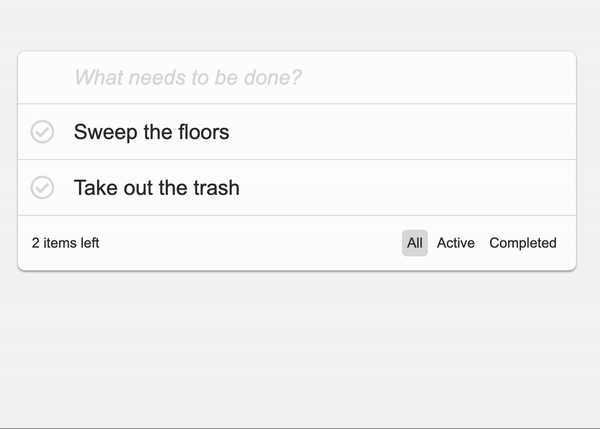 What needs to be done?
Sweep the floors
Take out the trash
2 items left All Active Completed